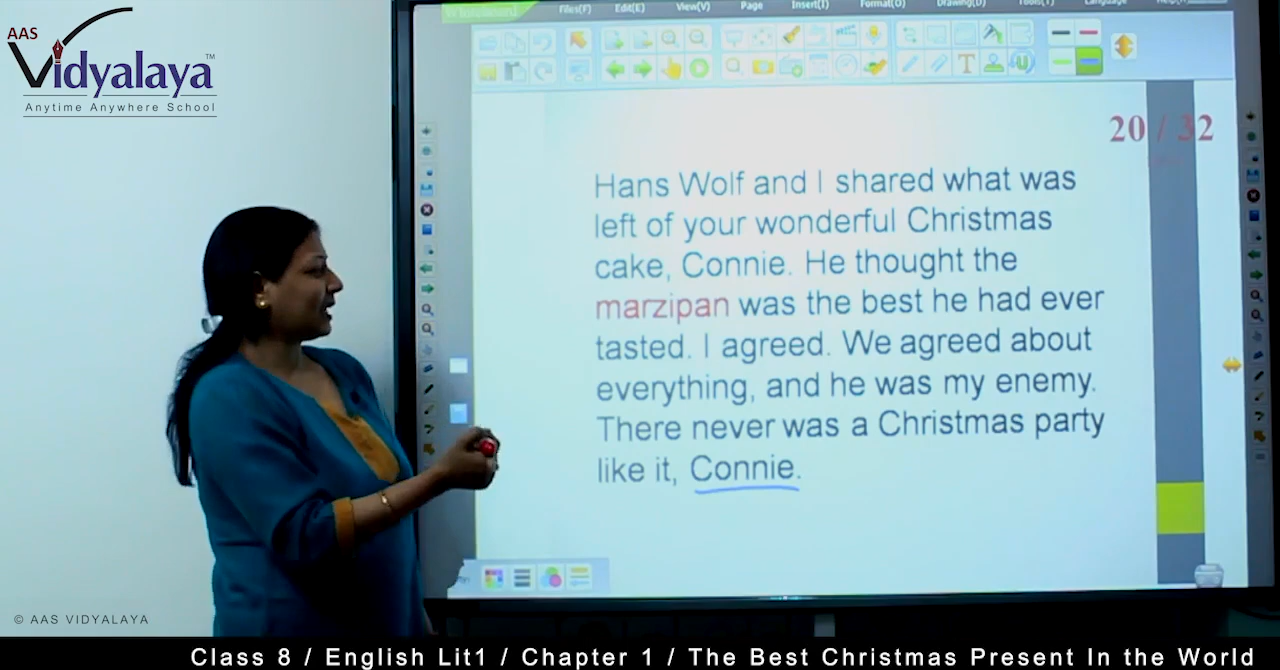 AAS
Vidyalaya™
Anytime Anywhere School
Files(F) Edit(E) View(V) Page Insert(I) Format(O) Drawing(D) Tools(T) Language
20 / 32
Hans Wolf and I shared what was
left of your wonderful Christmas
cake, Connie. He thought the
marzipan was the best he had ever
tasted. I agreed. We agreed about
everything, and he was my enemy.
There never was a Christmas party
like it, Connie.
© AAS VIDYALAYA
Class 8 / English Lit1 / Chapter 1 / The Best Christmas Present In the World